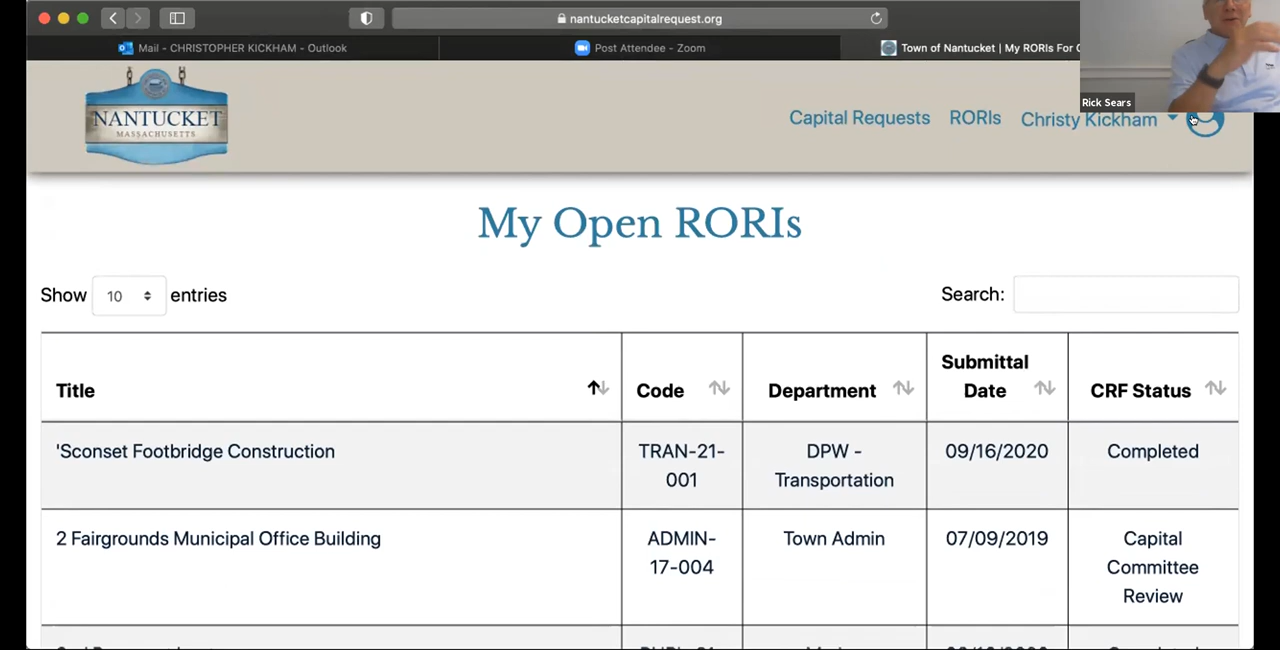 nantucketcapitalrequest.org
Mail - CHRISTOPHER KICKHAM - Outlook
Post Attendee - Zoom
Town of Nantucket | My RORIs For
Rick Sears
NANTUCKET
MASSACHUSETTS
Capital Requests
RORIs
Christy Kickham
My Open RORIs
Show 10 entries
Search:
Title
Code
Department
Submittal
Date
CRF Status
'Sconset Footbridge Construction
TRAN-21-
001
DPW -
Transportation
09/16/2020
Completed
2 Fairgrounds Municipal Office Building
ADMIN-
17-004
Town Admin
07/09/2019
Capital
Committee
Review